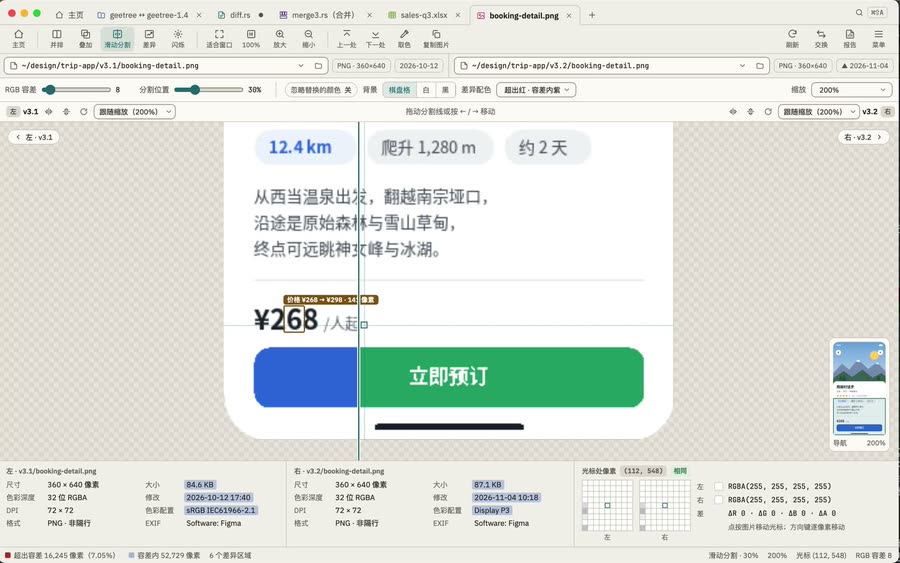 主页
geetree ↔ geetree-1.4
diff.rs
merge3.rs（合并）
sales-q3.xlsx
booking-detail.png
主页
并排
叠加
滑动分割
差异
闪烁
适合窗口
100%
放大
缩小
上一处
下一处
取色
复制图片
刷新
交换
报告
菜单
~/design/trip-app/v3.1/booking-detail.png
PNG · 360×640
2026-10-12
~/design/trip-app/v3.2/booking-detail.png
PNG · 360×640
▲ 2026-11-04
RGB 容差 8
分割位置 30%
忽略替换的颜色 关
背景 棋盘格 白 黑
差异配色 超出红 · 容差内紫
缩放 200%
左 v3.1
跟随缩放（200%）
拖动分割线或按 ← / → 移动
跟随缩放（200%）
v3.2 右
左 · v3.1
右 · v3.2
12.4 km
爬升 1,280 m
约 2 天
从西当温泉出发，翻越南宗垭口，
沿途是原始森林与雪山草甸，
终点可远眺神女峰与冰湖。
价格 ¥268 → ¥298 · 141 像素
¥268 /人起
立即预订
导航 200%
左 · v3.1/booking-detail.png
尺寸 360 × 640 像素
大小 84.6 KB
色彩深度 32 位 RGBA
修改 2026-10-12 17:40
DPI 72 × 72
色彩配置 sRGB IEC61966-2.1
格式 PNG · 非隔行
EXIF Software: Figma
右 · v3.2/booking-detail.png
尺寸 360 × 640 像素
大小 87.1 KB
色彩深度 32 位 RGBA
修改 2026-11-04 10:18
DPI 72 × 72
色彩配置 Display P3
格式 PNG · 非隔行
EXIF Software: Figma
光标处像素 (112, 548) 相同
左 RGBA(255, 255, 255, 255)
右 RGBA(255, 255, 255, 255)
差 ΔR 0 · ΔG 0 · ΔB 0 · ΔA 0
点按图片移动光标；方向键逐像素移动
左
右
超出容差 16,245 像素（7.05%）
容差内 52,729 像素
6 个差异区域
滑动分割 · 30%
200%
光标 (112, 548)
RGB 容差 8